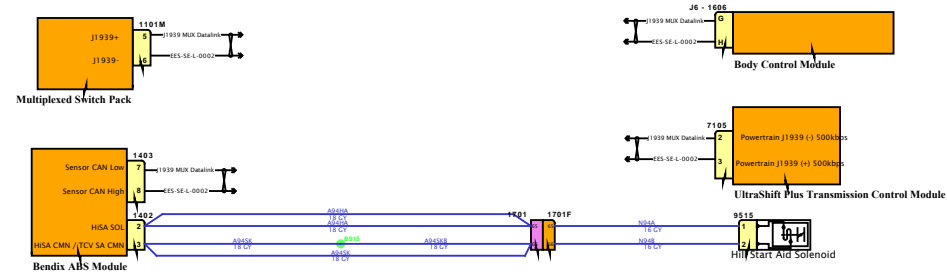 1101M
J1939+
5
J1939 MUX Datalink
J1939-
6
EES-SE-L-0002
Multiplexed Switch Pack
J6 - 1606
J1939 MUX Datalink
G
EES-SE-L-0002
H
Body Control Module
7105
J1939 MUX Datalink
2
Powertrain J1939 (-) 500kbps
EES-SE-L-0002
3
Powertrain J1939 (+) 500kbps
UltraShift Plus Transmission Control Module
1403
Sensor CAN Low
7
J1939 MUX Datalink
Sensor CAN High
8
EES-SE-L-0002
1402
HiSA SOL
2
HiSA CMN /TCV SA CMN
3
Bendix ABS Module
A94HA
18 GY
A94HA
18 GY
A94SK
18 GY
BS15
A94SKB
18 GY
A94SK
18 GY
1701
1701F
N94A
16 GY
N94B
16 GY
9515
1
2
Hill Start Aid Solenoid